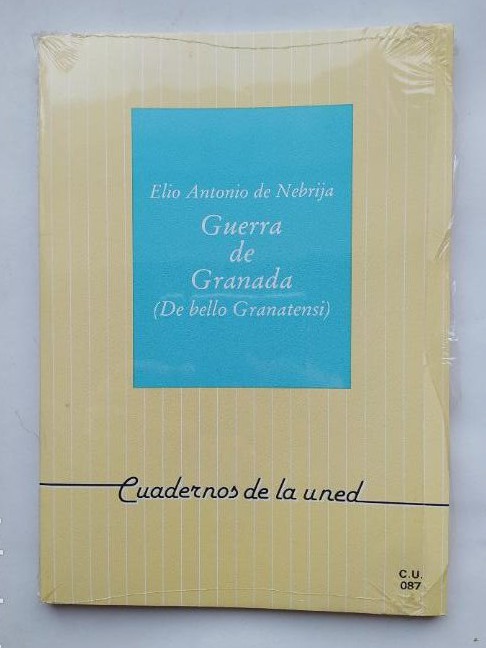 Elio Antonio de Nebrija
Guerra
de
Granada
(De bello Granatensi)
Cuadernos de la uned
C.U.
087